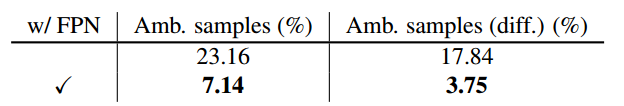 w/ FPN Amb. samples (%) Amb. samples (diff.) (%)
23.16 17.84
✓ 7.14 3.75